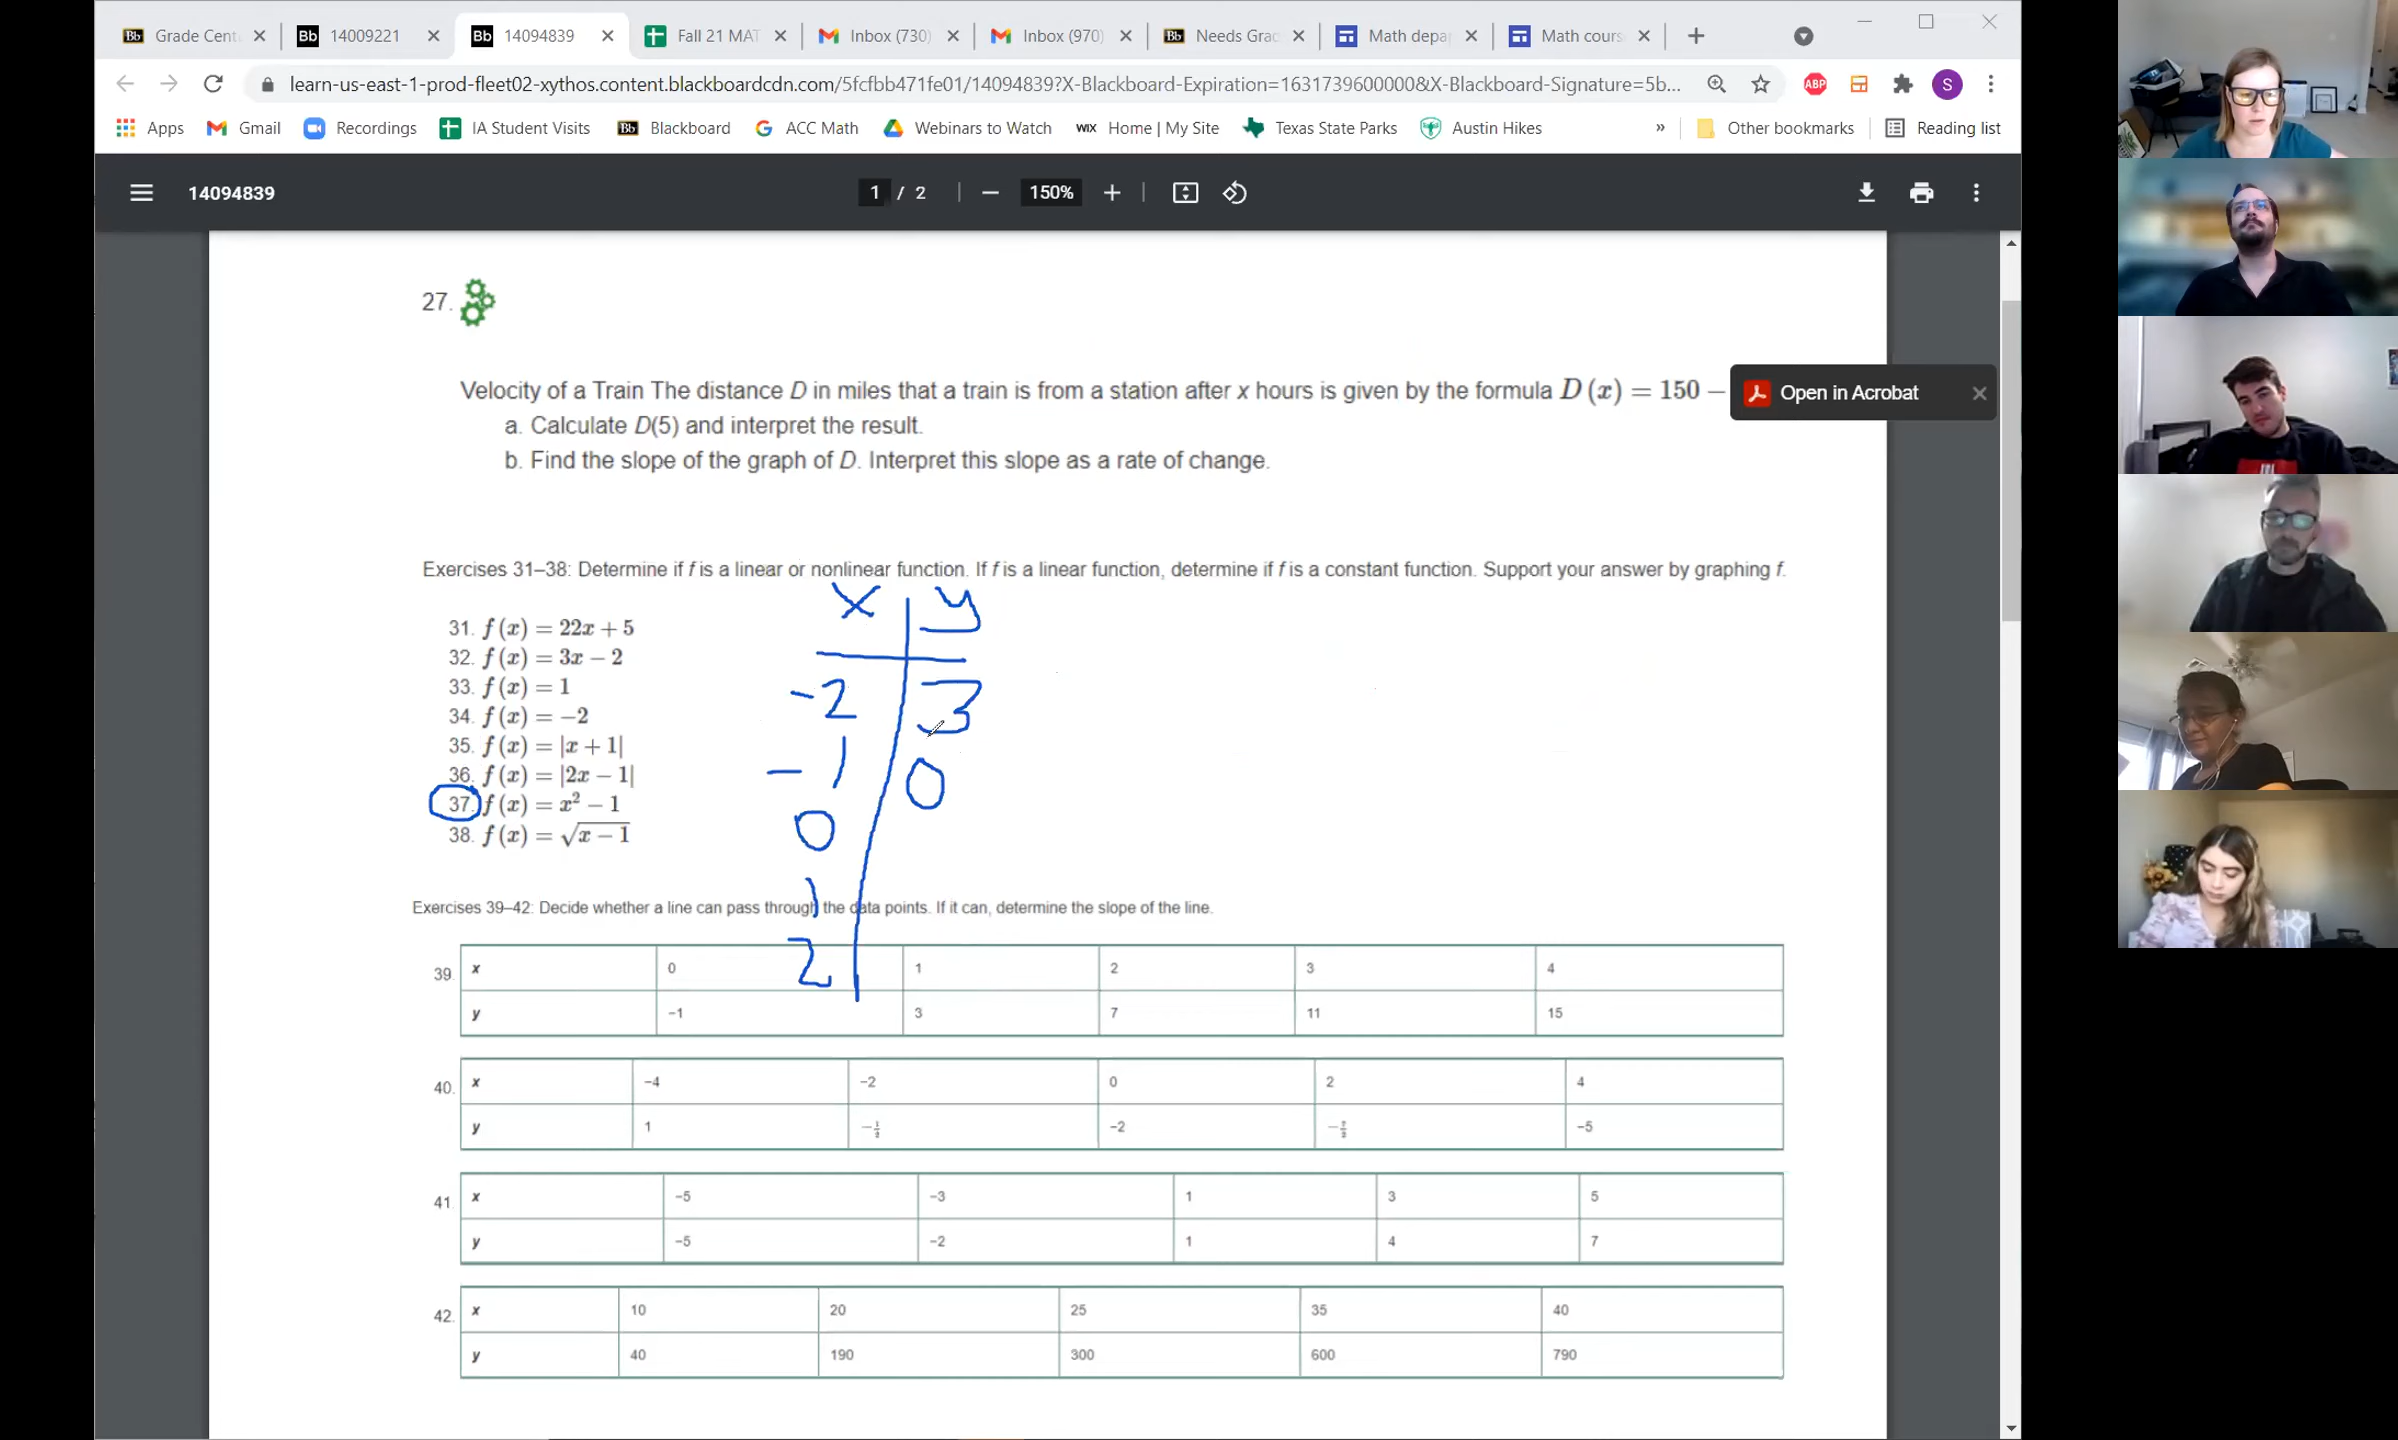 Grade Cent
14009221
14094839
Fall 21 MAT
Inbox (730)
Inbox (970)
Needs Gra
Math depa
Math cours
learn-us-east-1-prod-fleet02-xythos.content.blackboardcdn.com/5fcfbb471fe01/14094839?X-Blackboard-Expiration=1631739600000&X-Blackboard-Signature=5b...
ABP
S
Apps
Gmail
Recordings
IA Student Visits
Bb Blackboard
ACC Math
Webinars to Watch
WIX Home | My Site
Texas State Parks
Austin Hikes
»
Other bookmarks
Reading list
14094839
1 / 2
150%
27.
Velocity of a Train The distance D in miles that a train is from a station after x hours is given by the formula D (x) = 150 −
Open in Acrobat
a. Calculate D(5) and interpret the result.
b. Find the slope of the graph of D. Interpret this slope as a rate of change.
Exercises 31–38: Determine if f is a linear or nonlinear function. If f is a linear function, determine if f is a constant function. Support your answer by graphing f.
31. f (x) = 22x + 5
32. f (x) = 3x − 2
33. f (x) = 1
34. f (x) = −2
35. f (x) = |x + 1|
36. f (x) = |2x − 1|
37. f (x) = x² − 1
38. f (x) = √x − 1
x y
-2 3
-1 0
0
1
2
Exercises 39–42: Decide whether a line can pass through the data points. If it can, determine the slope of the line.
39. x 0 1 2 3 4
y −1 3 7 11 15
40. x −4 −2 0 2 4
y 1 −½ −2 −5
41. x −5 −3 1 3 5
y −5 −2 1 4 7
42. x 10 20 25 35 40
y 40 190 300 600 790